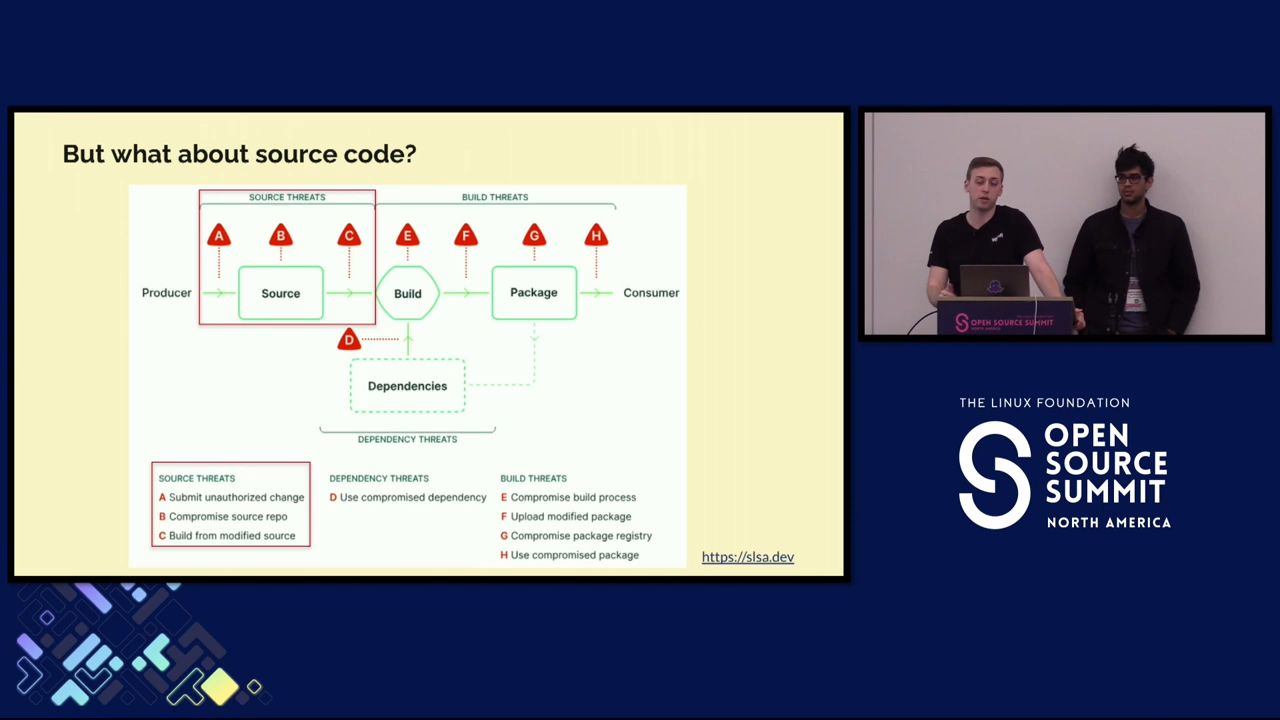 But what about source code?
SOURCE THREATS
BUILD THREATS
A
B
C
E
F
G
H
Producer
Source
Build
Package
Consumer
D
Dependencies
DEPENDENCY THREATS
SOURCE THREATS
A Submit unauthorized change
B Compromise source repo
C Build from modified source
DEPENDENCY THREATS
D Use compromised dependency
BUILD THREATS
E Compromise build process
F Upload modified package
G Compromise package registry
H Use compromised package
https://slsa.dev
OPEN SOURCE SUMMIT
NORTH AMERICA
THE LINUX FOUNDATION
OPEN
SOURCE
SUMMIT
NORTH AMERICA